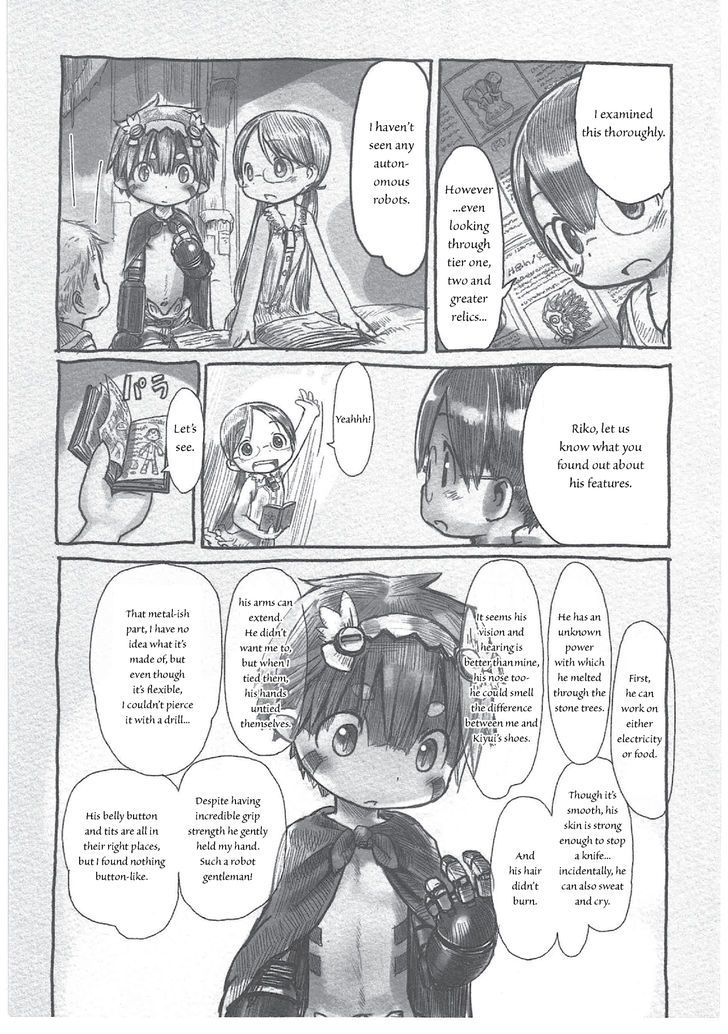 I examined
this thoroughly.
However
...even
looking
through
tier one,
two and
greater
relics...
I haven't
seen any
auton-
omous
robots.
Riko, let us
know what you
found out about
his features.
Yeahhh!
Let's
see.
パラ
First,
he can
work on
either
electricity
or food.
He has an
unknown
power
with which
he melted
through the
stone trees.
It seems his
vision and
hearing is
better than mine,
his nose too-
he could smell
the difference
between me and
Kiyui's shoes.
his arms can
extend.
He didn't
want me to,
but when I
tied them,
his hands
untied
themselves.
That metal-ish
part, I have no
idea what it's
made of, but
even though
it's flexible,
I couldn't pierce
it with a drill...
Though it's
smooth, his
skin is strong
enough to stop
a knife...
incidentally, he
can also sweat
and cry.
And
his hair
didn't
burn.
Despite having
incredible grip
strength he gently
held my hand.
Such a robot
gentleman!
His belly button
and tits are all in
their right places,
but I found nothing
button-like.